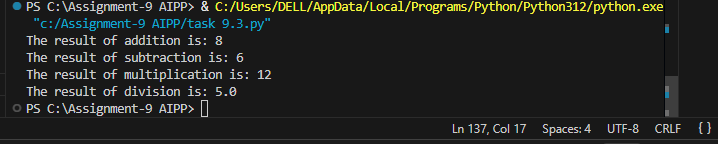 PS C:\Assignment-9 AIPP> & C:/Users/DELL/AppData/Local/Programs/Python/Python312/python.exe
"c:/Assignment-9 AIPP/task 9.3.py"
The result of addition is: 8
The result of subtraction is: 6
The result of multiplication is: 12
The result of division is: 5.0
PS C:\Assignment-9 AIPP>
Ln 137, Col 17 Spaces: 4 UTF-8 CRLF { }